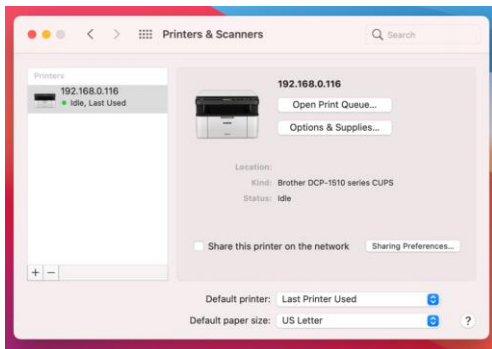 Printers & Scanners
Search
Printers
192.168.0.116
Idle, Last Used
192.168.0.116
Open Print Queue...
Options & Supplies...
Location:
Kind: Brother DCP-1510 series CUPS
Status: Idle
Share this printer on the network
Sharing Preferences...
+ −
Default printer: Last Printer Used
Default paper size: US Letter
?